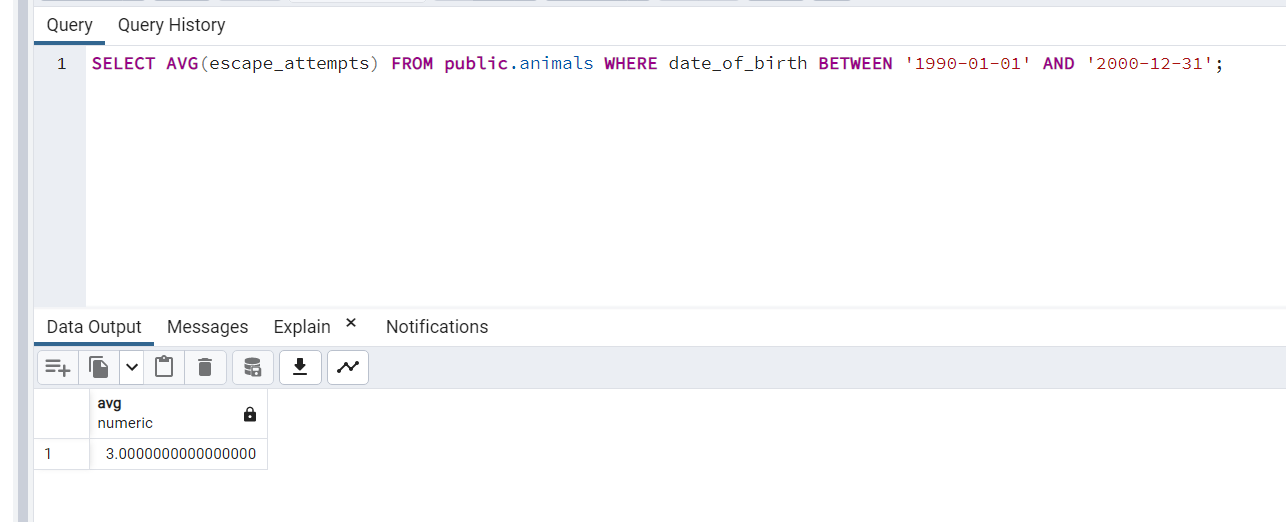 Query Query History
1 SELECT AVG(escape_attempts) FROM public.animals WHERE date_of_birth BETWEEN '1990-01-01' AND '2000-12-31';
Data Output Messages Explain × Notifications
avg
numeric
1 3.0000000000000000